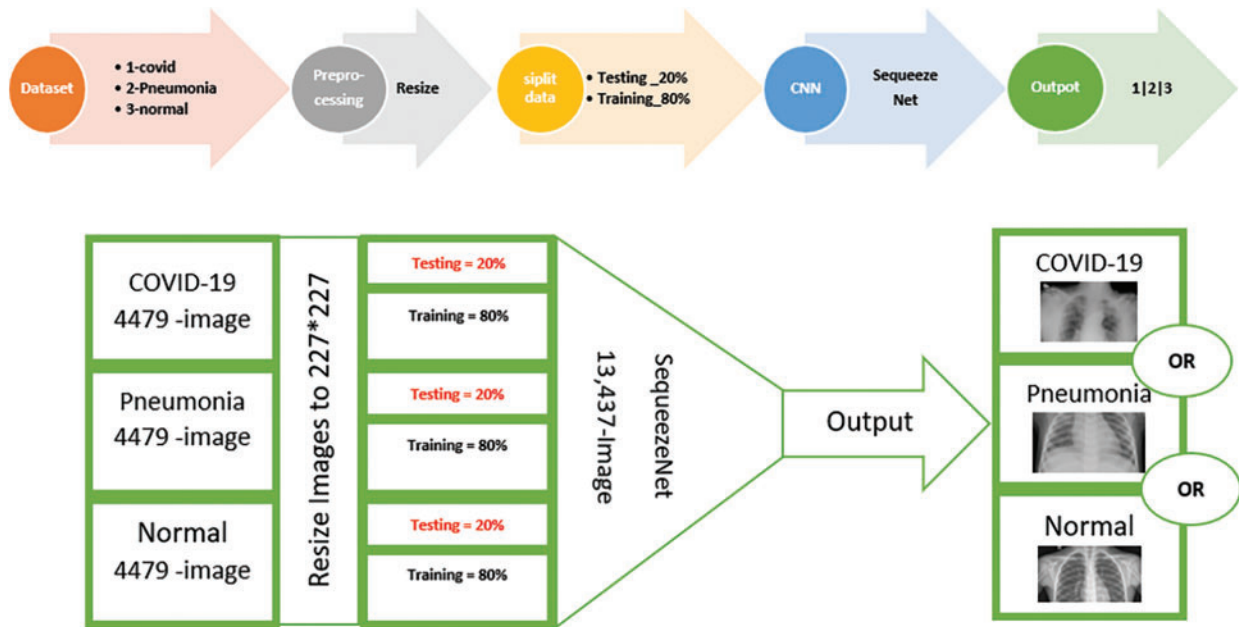 Dataset
• 1-covid
• 2-Pneumonia
• 3-normal
Prepro-
cessing
Resize
siplit
data
• Testing _20%
• Training_80%
CNN
Sequeeze
Net
Outpot
1|2|3
COVID-19
4479 -image
Pneumonia
4479 -image
Normal
4479 -image
Resize Images to 227*227
Testing = 20%
Training = 80%
Testing = 20%
Training = 80%
Testing = 20%
Training = 80%
SequeezeNet
13,437-Image
Output
COVID-19
OR
Pneumonia
OR
Normal